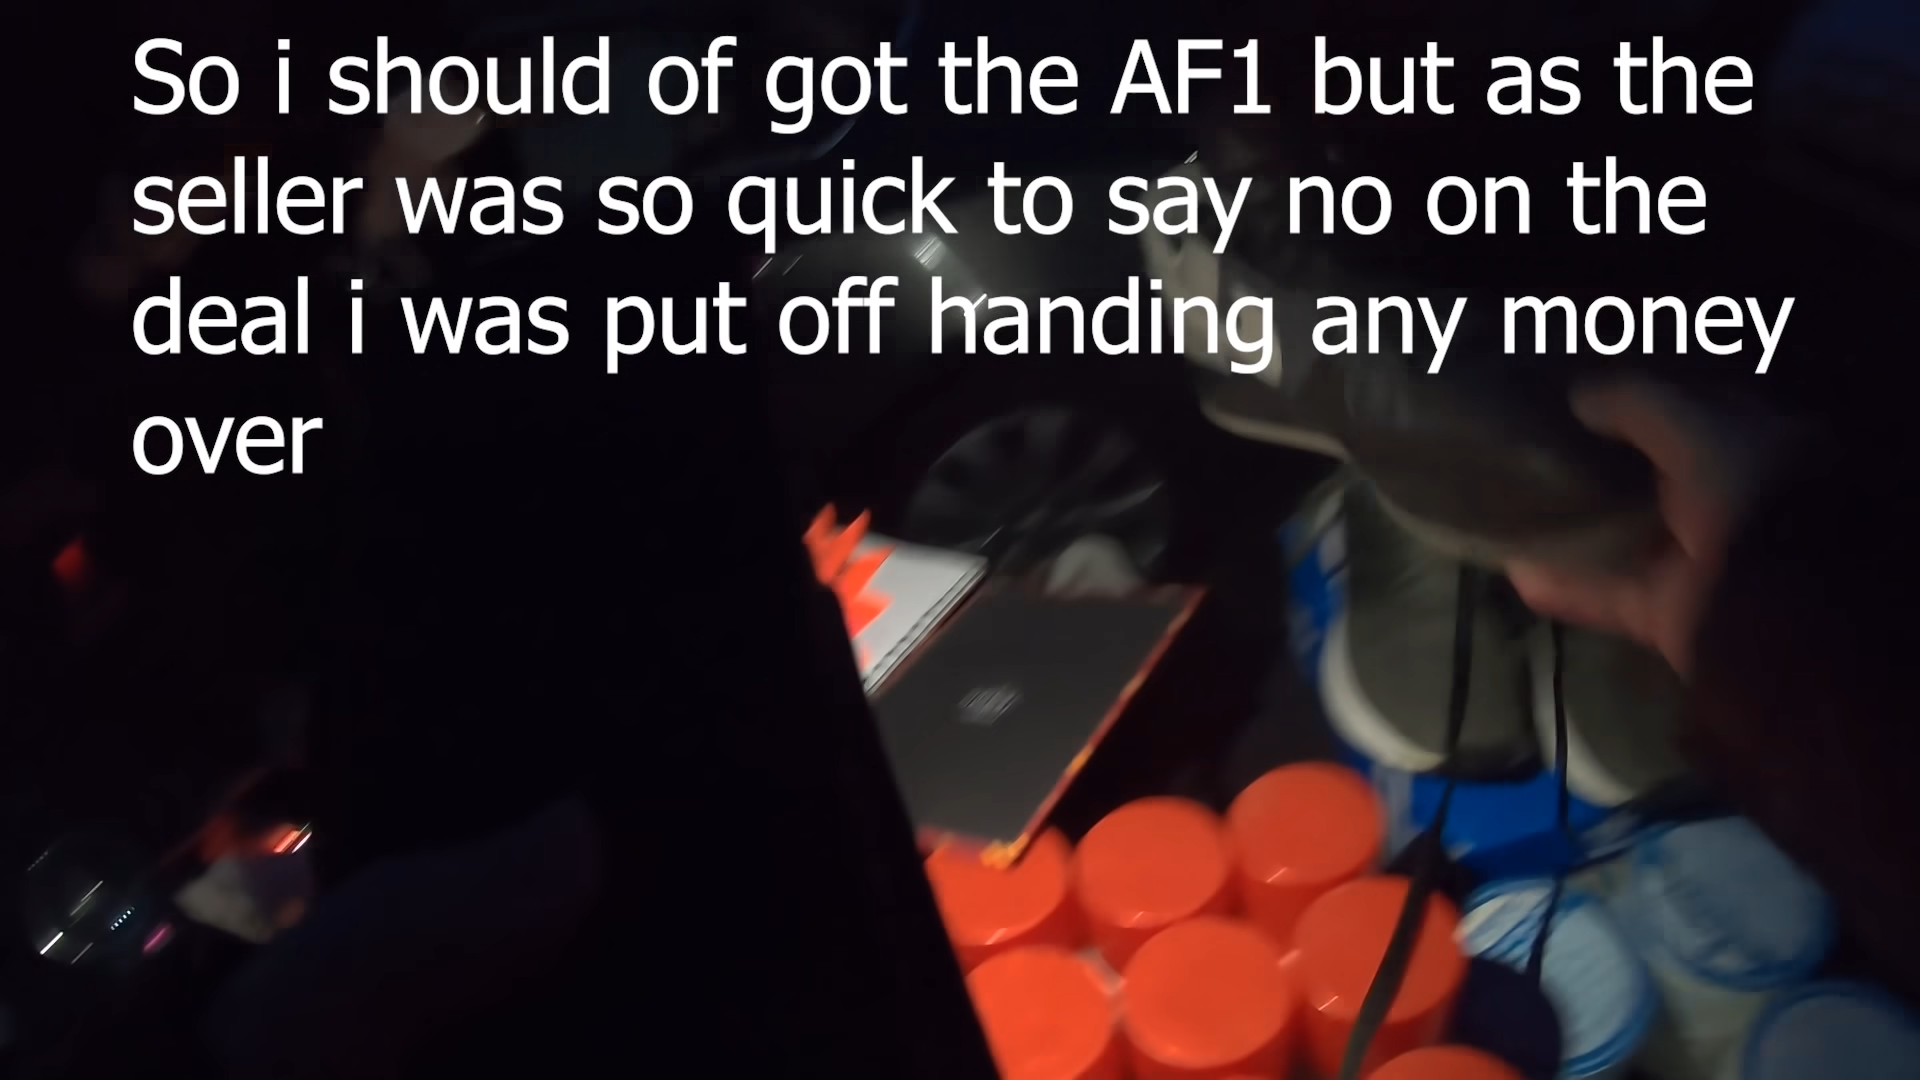 So i should of got the AF1 but as the
seller was so quick to say no on the
deal i was put off handing any money
over